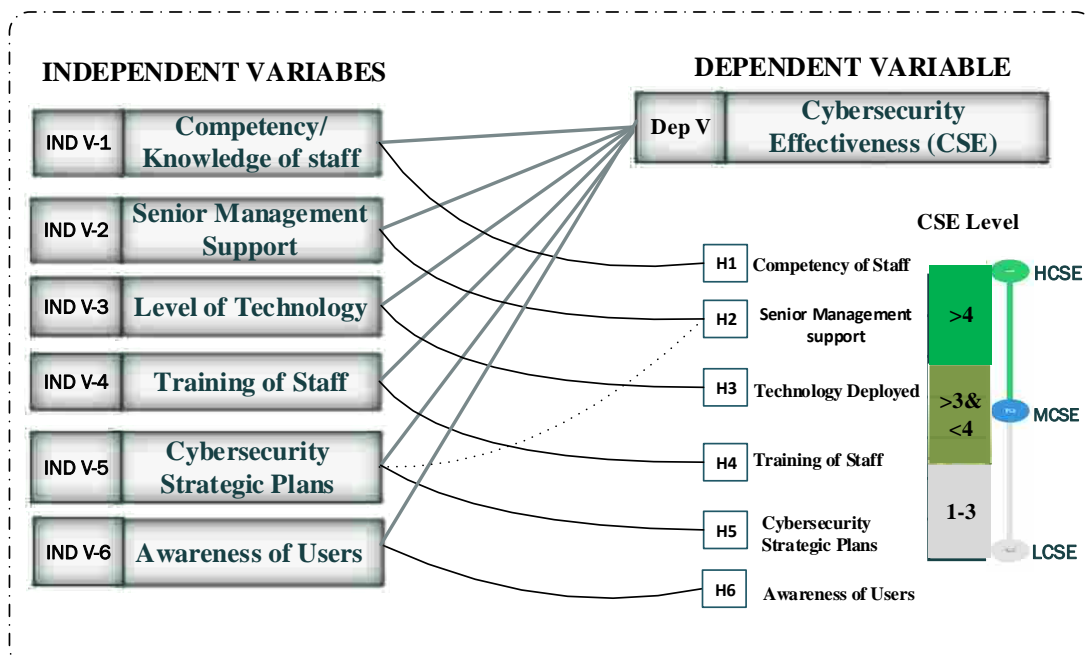 INDEPENDENT VARIABES
IND V-1
Competency/
Knowledge of staff
IND V-2
Senior Management
Support
IND V-3
Level of Technology
IND V-4
Training of Staff
IND V-5
Cybersecurity
Strategic Plans
IND V-6
Awareness of Users
DEPENDENT VARIABLE
Dep V
Cybersecurity
Effectiveness (CSE)
H1
Competency of Staff
H2
Senior Management
support
H3
Technology Deployed
H4
Training of Staff
H5
Cybersecurity
Strategic Plans
H6
Awareness of Users
CSE Level
>4
>3&
<4
1-3
HCSE
MCSE
LCSE